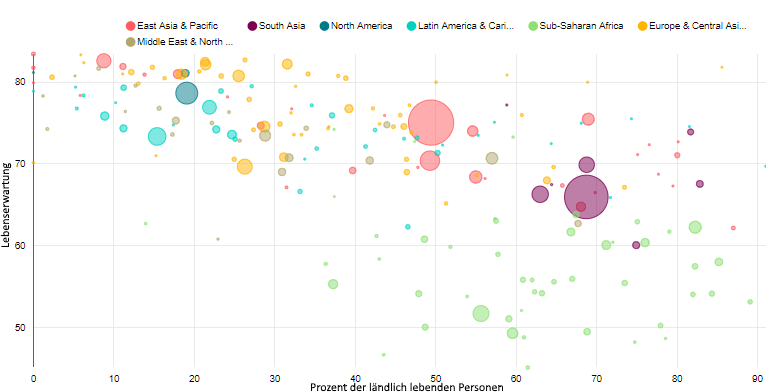 East Asia & Pacific South Asia North America Latin America & Cari... Sub-Saharan Africa Europe & Central Asi...
Middle East & North ...
Lebenserwartung
80
70
60
50
0 10 20 30 40 50 60 70 80 90
Prozent der ländlich lebenden Personen